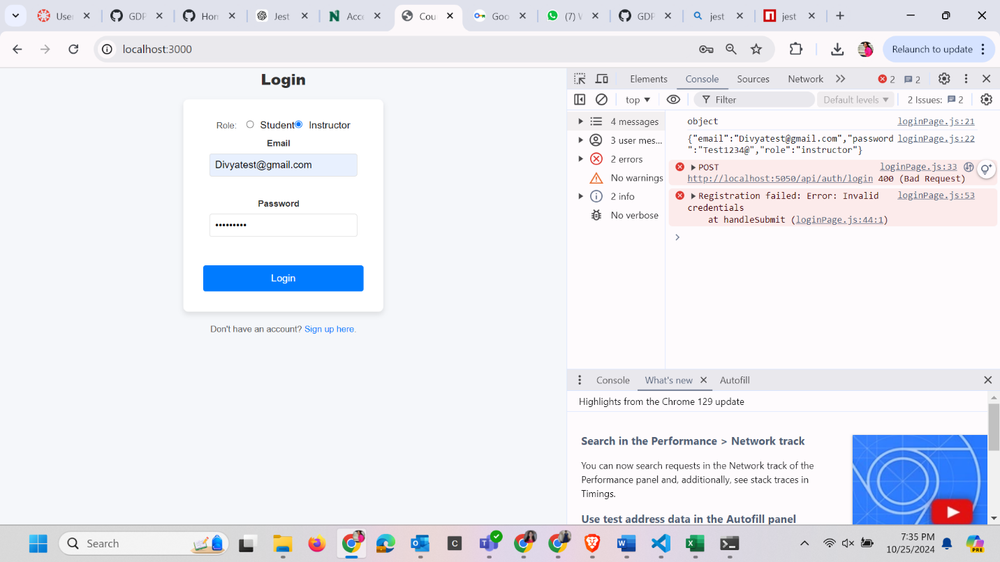 User
GDP
Hom
Jest
Acce
Cou
Goo
(7) W
GDP
jest
jest
localhost:3000
Relaunch to update
Login
Role: Student Instructor
Email
Divyatest@gmail.com
Password
•••••••••
Login
Don't have an account? Sign up here.
Elements Console Sources Network 2 2
top Filter Default levels 2 Issues: 2
4 messages
3 user mes...
2 errors
No warnings
2 info
No verbose
object loginPage.js:21
{"email":"Divyatest@gmail.com","password loginPage.js:22
":"Test1234@","role":"instructor"}
POST loginPage.js:33
http://localhost:5050/api/auth/login 400 (Bad Request)
Registration failed: Error: Invalid loginPage.js:53
credentials
at handleSubmit (loginPage.js:44:1)
Console What's new Autofill
Highlights from the Chrome 129 update
Search in the Performance > Network track
You can now search requests in the Network track of the
Performance panel and, additionally, see stack traces in
Timings.
Use test address data in the Autofill panel
Search
C
PRE
7:35 PM
10/25/2024